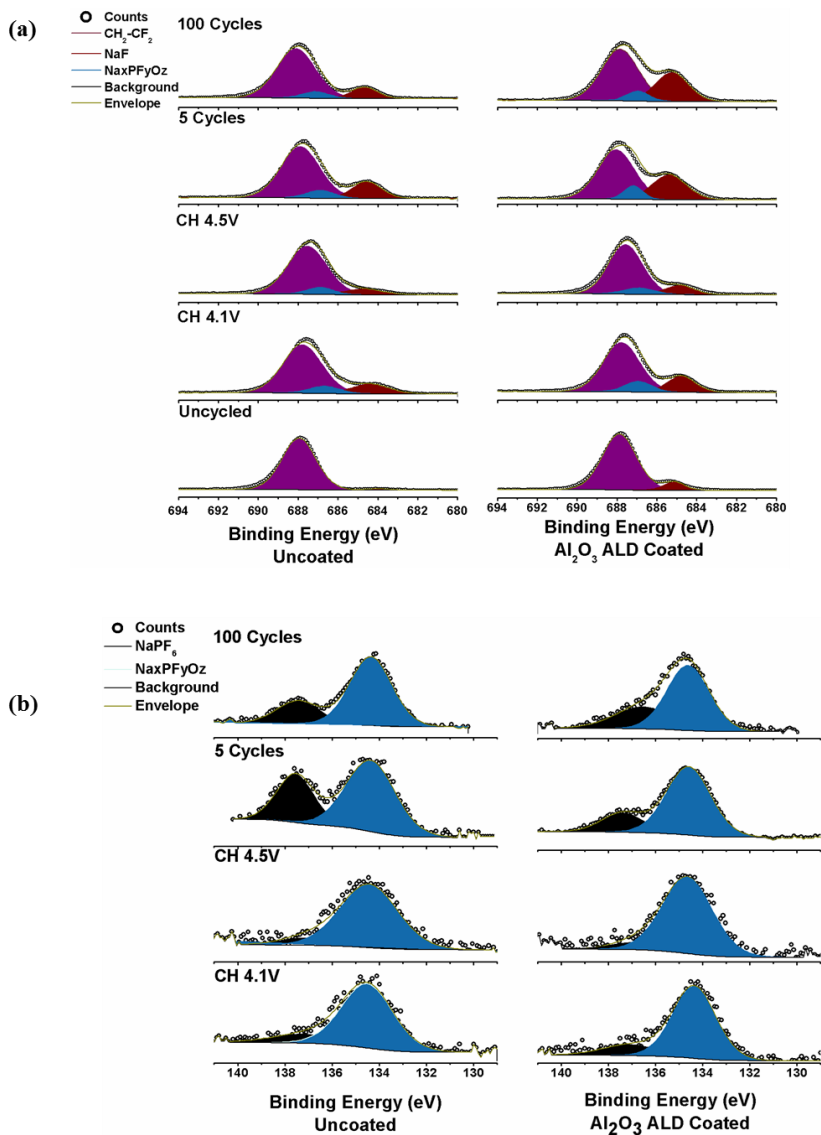 (a)
Counts
CH2-CF2
NaF
NaxPFyOz
Background
Envelope
100 Cycles
5 Cycles
CH 4.5V
CH 4.1V
Uncycled
694 692 690 688 686 684 682 680
694 692 690 688 686 684 682 680
Binding Energy (eV)
Uncoated
Binding Energy (eV)
Al2O3 ALD Coated
(b)
Counts
NaPF6
NaxPFyOz
Background
Envelope
100 Cycles
5 Cycles
CH 4.5V
CH 4.1V
140 138 136 134 132 130
140 138 136 134 132 130
Binding Energy (eV)
Uncoated
Binding Energy (eV)
Al2O3 ALD Coated